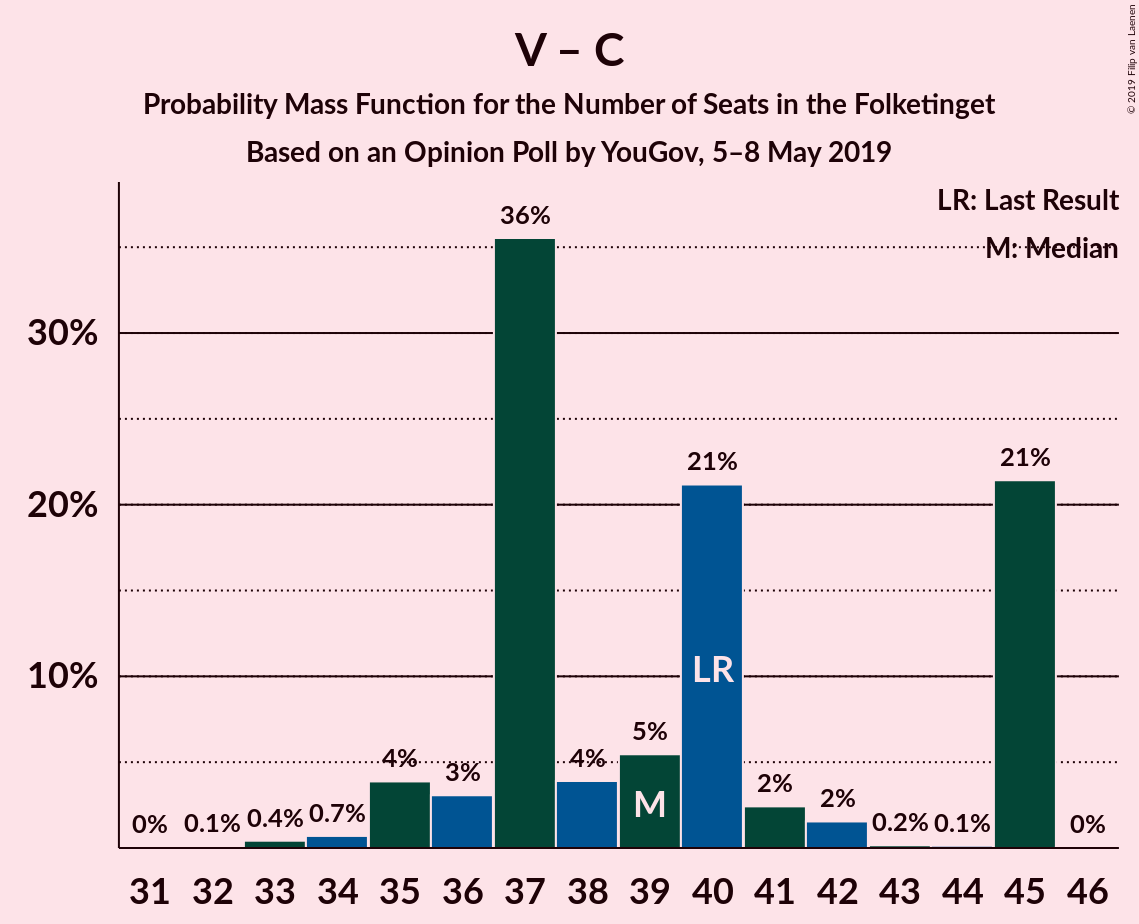 V – C
Probability Mass Function for the Number of Seats in the Folketinget
Based on an Opinion Poll by YouGov, 5–8 May 2019
© 2019 Filip van Laenen
LR: Last Result
M: Median
30%
20%
10%
0%
0.1%
0.4%
0.7%
4%
3%
36%
4%
5%
21%
2%
2%
0.2%
0.1%
21%
0%
M
LR
31 32 33 34 35 36 37 38 39 40 41 42 43 44 45 46